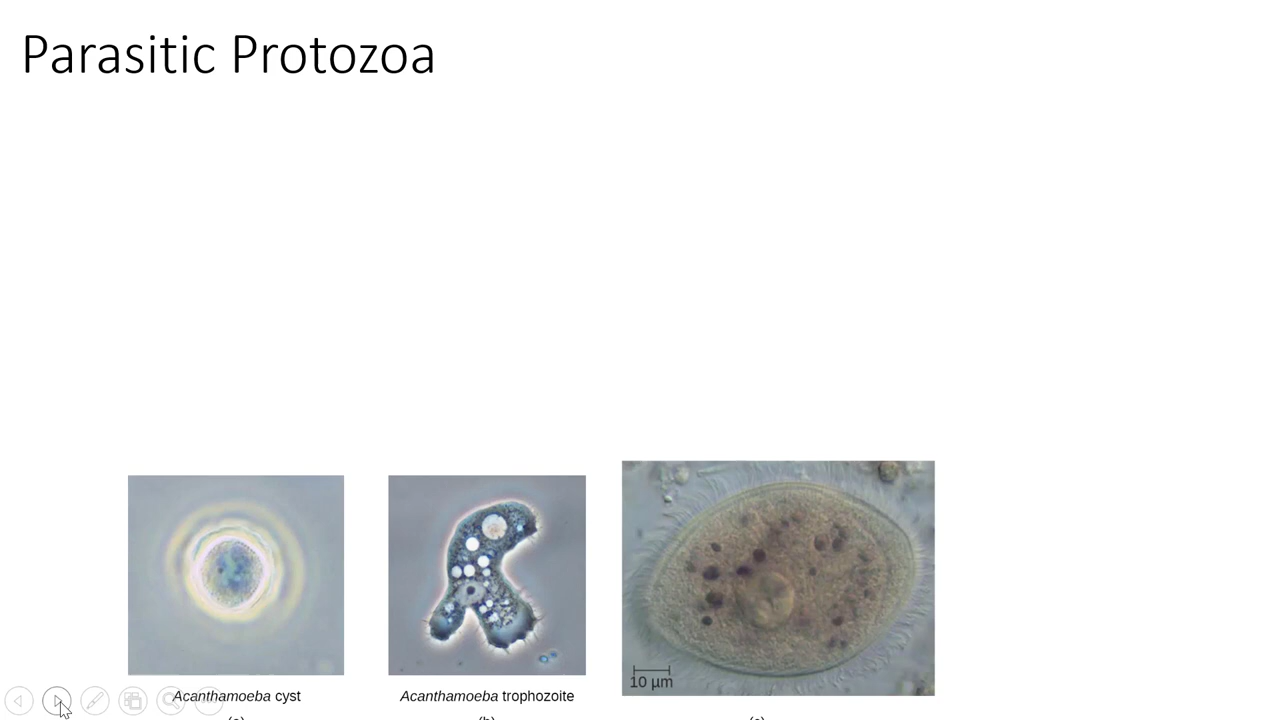 Parasitic Protozoa
10 µm
Acanthamoeba cyst
Acanthamoeba trophozoite